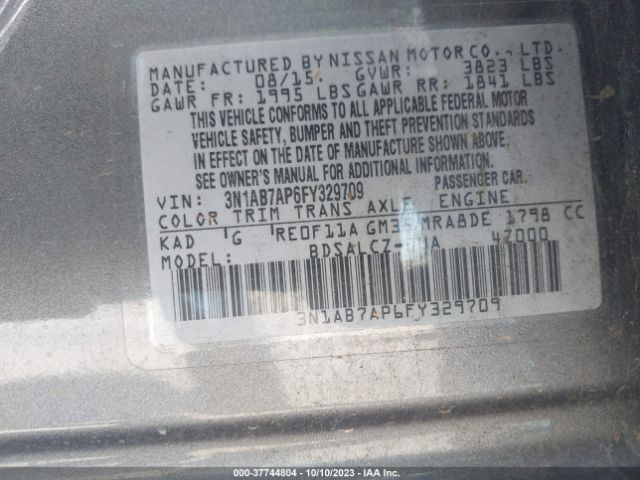 MANUFACTURED BY NISSAN MOTOR CO., LTD.
DATE: 08/15 GVWR: 3823 LBS
GAWR FR: 1995 LBS GAWR RR: 1841 LBS
THIS VEHICLE CONFORMS TO ALL APPLICABLE FEDERAL MOTOR
VEHICLE SAFETY, BUMPER AND THEFT PREVENTION STANDARDS
IN EFFECT ON THE DATE OF MANUFACTURE SHOWN ABOVE.
SEE OWNER'S MANUAL FOR ADDITIONAL INFORMATION.
VIN: 3N1AB7AP6FY329709 PASSENGER CAR.
COLOR TRIM TRANS AXLE ENGINE
KAD G RE0F11A MRA8DE 1798 CC
MODEL: 47000
3N1AB7AP6FY329709
000-37744804 | 10/10/2023 | IAA Inc.